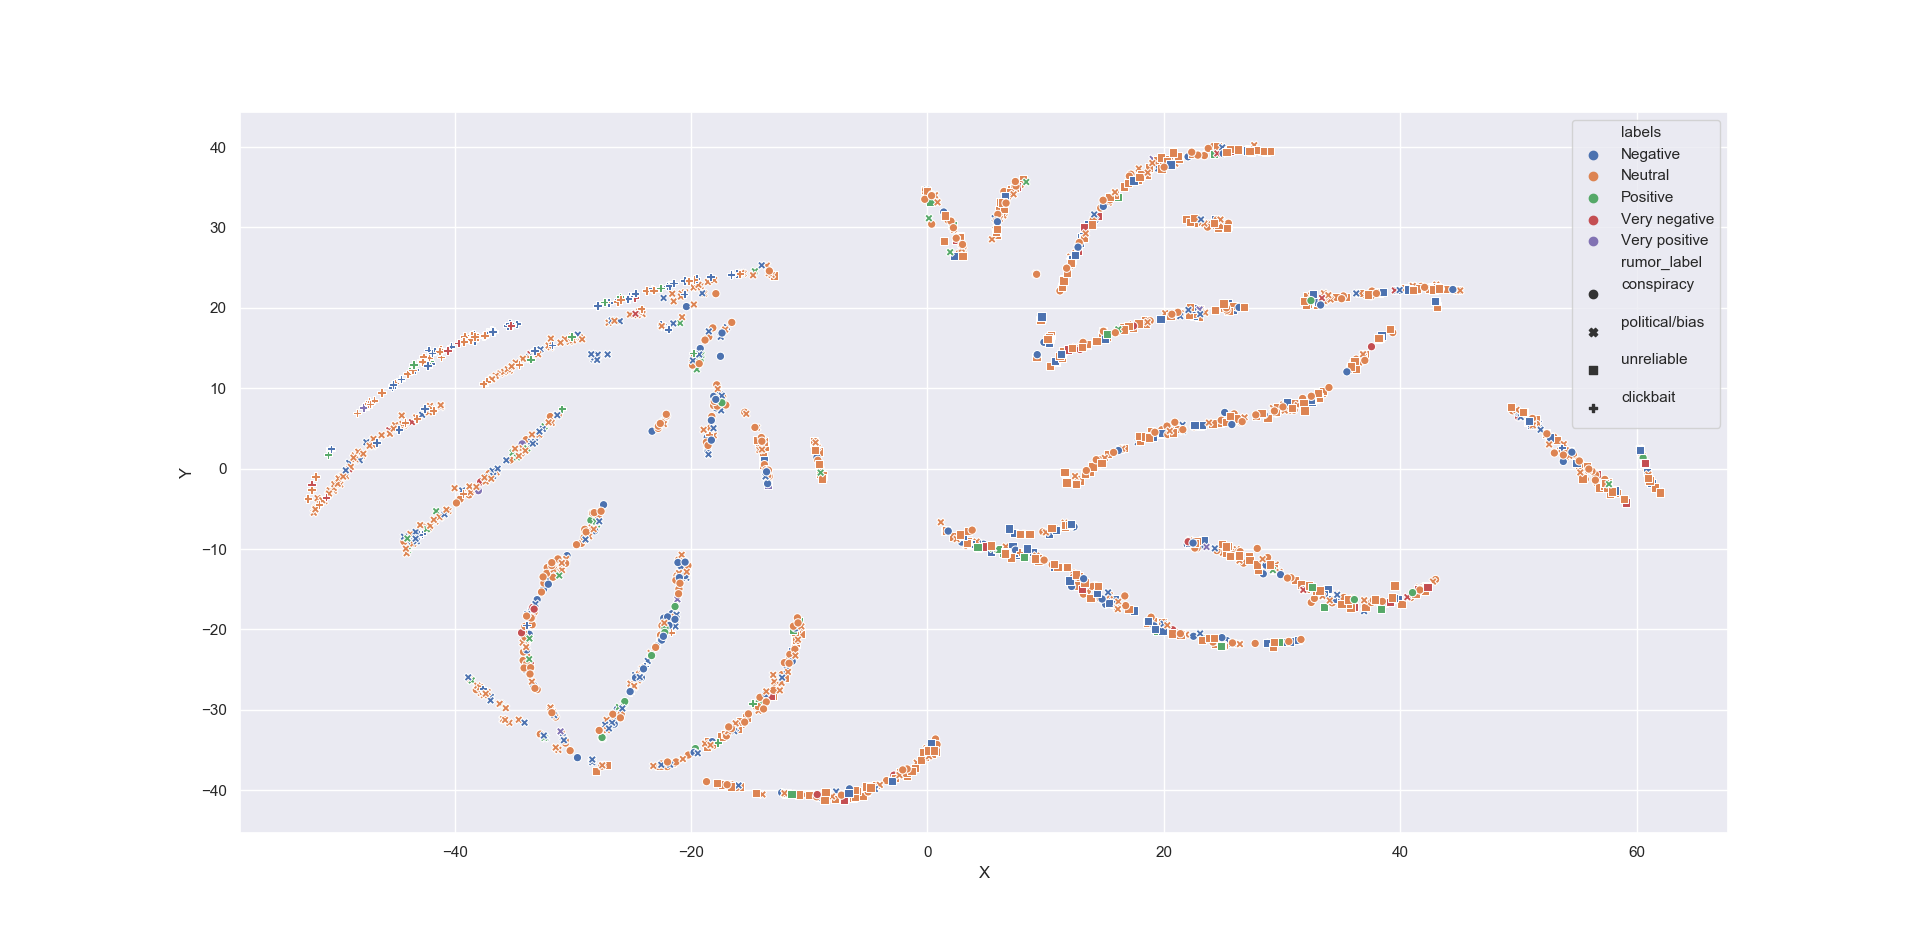 labels
Negative
Neutral
Positive
Very negative
Very positive
rumor_label
conspiracy
political/bias
unreliable
clickbait
40
30
20
10
0
−10
−20
−30
−40
Y
−40
−20
0
20
40
60
X